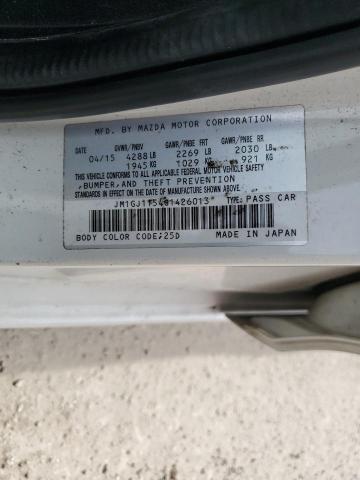 MFD. BY MAZDA MOTOR CORPORATION
GVWR/PNBV GAWR/PNBE FRT GAWR/PNBE RR
04/15 4288 LB 2269 LB 2030 LB
1945 KG 1029 KG 921 KG
THIS VEHICLE CONFORMS TO ALL APPLICABLE FEDERAL MOTOR VEHICLE SAFETY
, BUMPER, AND THEFT PREVENTION
STANDARDS IN EFFECT ON THE DATE OF MANUFACTURE SHOWN ABOVE.
TYPE: PASS CAR
BODY COLOR CODE: 25D MADE IN JAPAN